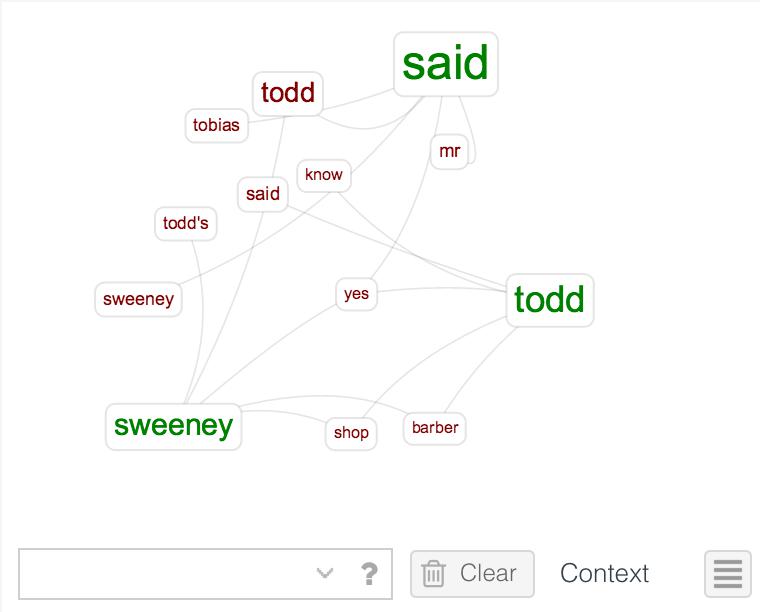 said
todd
tobias
mr
know
said
todd's
sweeney
yes
todd
sweeney
shop
barber
?
Clear
Context